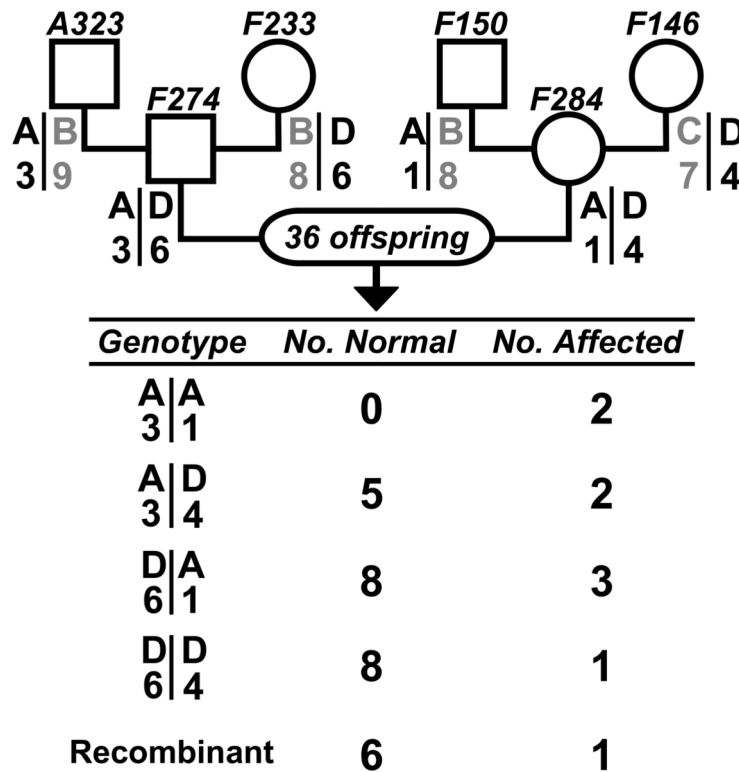 A323 F233 F150 F146
F274 F284
A B B D A B C D
3 9 8 6 1 8 7 4
A D A D
3 6 1 4
36 offspring
Genotype No. Normal No. Affected
A A
3 1 0 2
A D
3 4 5 2
D A
6 1 8 3
D D
6 4 8 1
Recombinant 6 1